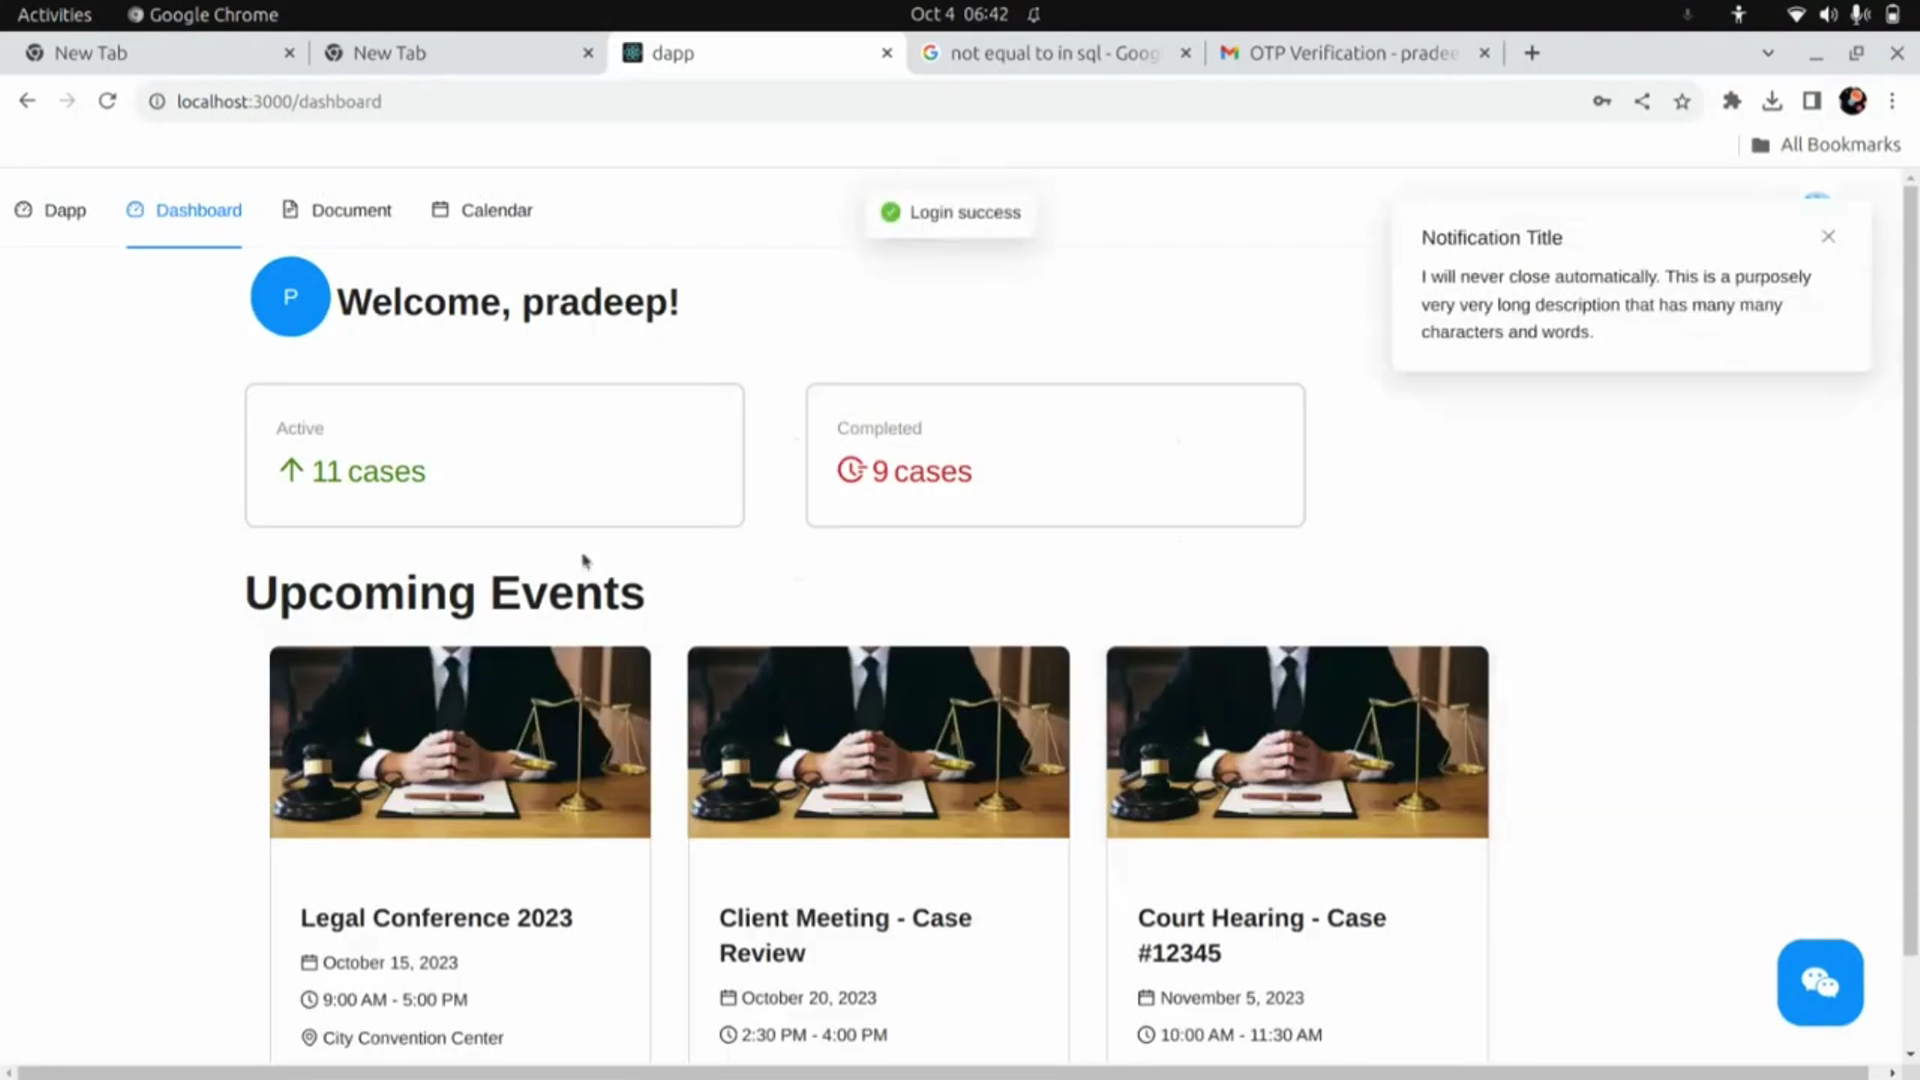 Activities
Google Chrome
Oct 4 06:42
New Tab
New Tab
dapp
not equal to in sql - Goog
OTP Verification - pradee
localhost:3000/dashboard
All Bookmarks
Dapp
Dashboard
Document
Calendar
Login success
Notification Title
I will never close automatically. This is a purposely
very very long description that has many many
characters and words.
P
Welcome, pradeep!
Active
11 cases
Completed
9 cases
Upcoming Events
Legal Conference 2023
October 15, 2023
9:00 AM - 5:00 PM
City Convention Center
Client Meeting - Case
Review
October 20, 2023
2:30 PM - 4:00 PM
Court Hearing - Case
#12345
November 5, 2023
10:00 AM - 11:30 AM